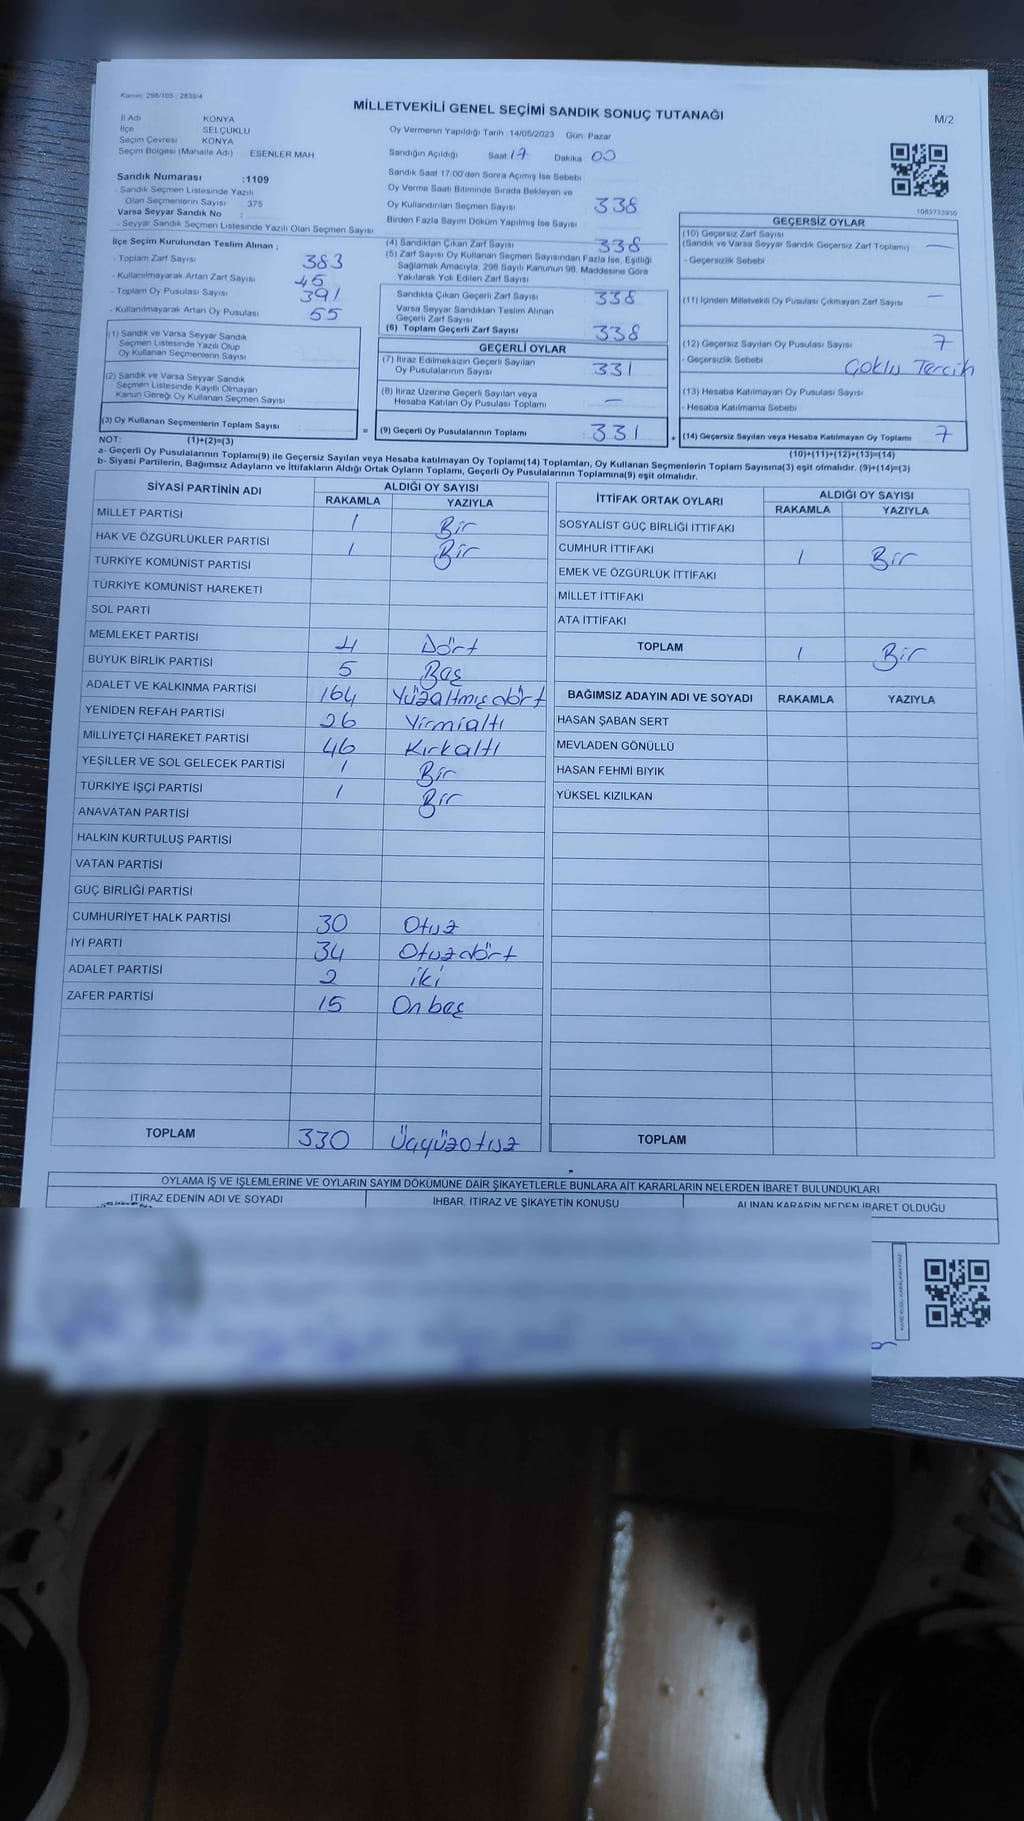 Kanun: 298/105 - 2839/4
MİLLETVEKİLİ GENEL SEÇİMİ SANDIK SONUÇ TUTANAĞI
M/2
İl Adı KONYA
İlçe SELÇUKLU
Seçim Çevresi KONYA
Seçim Bölgesi (Mahalle Adı) ESENLER MAH
Sandık Numarası :1109
- Sandık Seçmen Listesinde Yazılı
Olan Seçmenlerin Sayısı 375
Varsa Seyyar Sandık No :
- Seyyar Sandık Seçmen Listesinde Yazılı Olan Seçmen Sayısı
İlçe Seçim Kurulundan Teslim Alınan ;
- Toplam Zarf Sayısı 383
- Kullanılmayarak Artan Zarf Sayısı 45
- Toplam Oy Pusulası Sayısı 391
- Kullanılmayarak Artan Oy Pusulası 55
(1) Sandık ve Varsa Seyyar Sandık
Seçmen Listesinde Yazılı Olup
Oy Kullanan Seçmenlerin Sayısı
(2) Sandık ve Varsa Seyyar Sandık
Seçmen Listesinde Kayıtlı Olmayan
Kanun Gereği Oy Kullanan Seçmen Sayısı
(3) Oy Kullanan Seçmenlerin Toplam Sayısı
Oy Vermenin Yapıldığı Tarih : 14/05/2023 Gün: Pazar
Sandığın Açıldığı Saat 17 Dakika 00
Sandık Saat 17:00'den Sonra Açımış İse Sebebi
Oy Verme Saati Bitiminde Sırada Bekleyen ve
Oy Kullandırılan Seçmen Sayısı 338
Birden Fazla Sayım Döküm Yapılmış İse Sayısı
(4) Sandıktan Çıkan Zarf Sayısı 338
(5) Zarf Sayısı Oy Kullanan Seçmen Sayısından Fazla İse, Eşitliği
Sağlamak Amacıyla, 298 Sayılı Kanunun 98. Maddesine Göre
Yakılarak Yok Edilen Zarf Sayısı
Sandıkta Çıkan Geçerli Zarf Sayısı 338
Varsa Seyyar Sandıktan Teslim Alınan
Geçerli Zarf Sayısı
(6) Toplam Geçerli Zarf Sayısı 338
GEÇERLİ OYLAR
(7) İtiraz Edilmeksizin Geçerli Sayılan
Oy Pusulalarının Sayısı 331
(8) İtiraz Üzerine Geçerli Sayılan veya
Hesaba Katılan Oy Pusulası Toplamı —
= (9) Geçerli Oy Pusulalarının Toplamı 331
1083733930
GEÇERSİZ OYLAR
(10) Geçersiz Zarf Sayısı
(Sandık ve Varsa Seyyar Sandık Geçersiz Zarf Toplamı) —
- Geçersizlik Sebebi
(11) İçinden Milletvekili Oy Pusulası Çıkmayan Zarf Sayısı —
(12) Geçersiz Sayılan Oy Pusulası Sayısı 7
- Geçersizlik Sebebi Çoklu Tercih
(13) Hesaba Katılmayan Oy Pusulası Sayısı
- Hesaba Katılmama Sebebi
+ (14) Geçersiz Sayılan veya Hesaba Katılmayan Oy Toplamı 7
NOT: (1)+(2)=(3) (10)+(11)+(12)+(13)=(14)
a- Geçerli Oy Pusulalarının Toplamı(9) ile Geçersiz Sayılan veya Hesaba katılmayan Oy Toplamı(14) Toplamları, Oy Kullanan Seçmenlerin Toplam Sayısına(3) eşit olmalıdır. (9)+(14)=(3)
b- Siyasi Partilerin, Bağımsız Adayların ve İttifakların Aldığı Ortak Oyların Toplamı, Geçerli Oy Pusulalarının Toplamına(9) eşit olmalıdır.
SİYASİ PARTİNİN ADI ALDIĞI OY SAYISI
RAKAMLA YAZIYLA
MİLLET PARTİSİ 1 Bir
HAK VE ÖZGÜRLÜKLER PARTİSİ 1 Bir
TÜRKİYE KOMÜNİST PARTİSİ
TÜRKİYE KOMÜNİST HAREKETİ
SOL PARTİ
MEMLEKET PARTİSİ 4 Dört
BÜYÜK BİRLİK PARTİSİ 5 Beş
ADALET VE KALKINMA PARTİSİ 164 Yüzaltmışdört
YENİDEN REFAH PARTİSİ 26 Yirmialtı
MİLLİYETÇİ HAREKET PARTİSİ 46 Kırkaltı
YEŞİLLER VE SOL GELECEK PARTİSİ 1 Bir
TÜRKİYE İŞÇİ PARTİSİ 1 Bir
ANAVATAN PARTİSİ
HALKIN KURTULUŞ PARTİSİ
VATAN PARTİSİ
GÜÇ BİRLİĞİ PARTİSİ
CUMHURİYET HALK PARTİSİ 30 Otuz
İYİ PARTİ 34 Otuzdört
ADALET PARTİSİ 2 iki
ZAFER PARTİSİ 15 Onbeş
TOPLAM 330 Üçyüzotuz
İTTİFAK ORTAK OYLARI ALDIĞI OY SAYISI
RAKAMLA YAZIYLA
SOSYALİST GÜÇ BİRLİĞİ İTTİFAKI
CUMHUR İTTİFAKI 1 Bir
EMEK VE ÖZGÜRLÜK İTTİFAKI
MİLLET İTTİFAKI
ATA İTTİFAKI
TOPLAM 1 Bir
BAĞIMSIZ ADAYIN ADI VE SOYADI RAKAMLA YAZIYLA
HASAN ŞABAN SERT
MEVLADEN GÖNÜLLÜ
HASAN FEHMİ BIYIK
YÜKSEL KIZILKAN
TOPLAM
OYLAMA İŞ VE İŞLEMLERİNE VE OYLARIN SAYIM DÖKÜMÜNE DAİR ŞİKAYETLERLE BUNLARA AİT KARARLARIN NELERDEN İBARET BULUNDUKLARI
İTİRAZ EDENİN ADI VE SOYADI İHBAR, İTİRAZ VE ŞİKAYETİN KONUSU ALINAN KARARIN NEDEN İBARET OLDUĞU